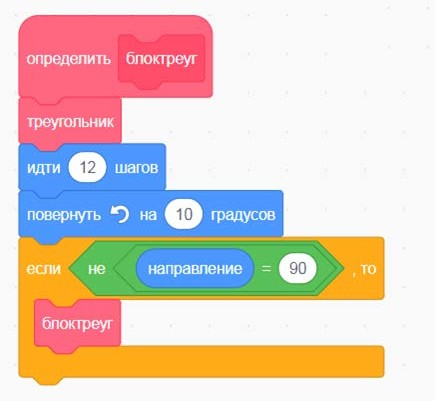 определить блоктреуг
треугольник
идти 12 шагов
повернуть на 10 градусов
если не направление = 90 , то
блоктреуг